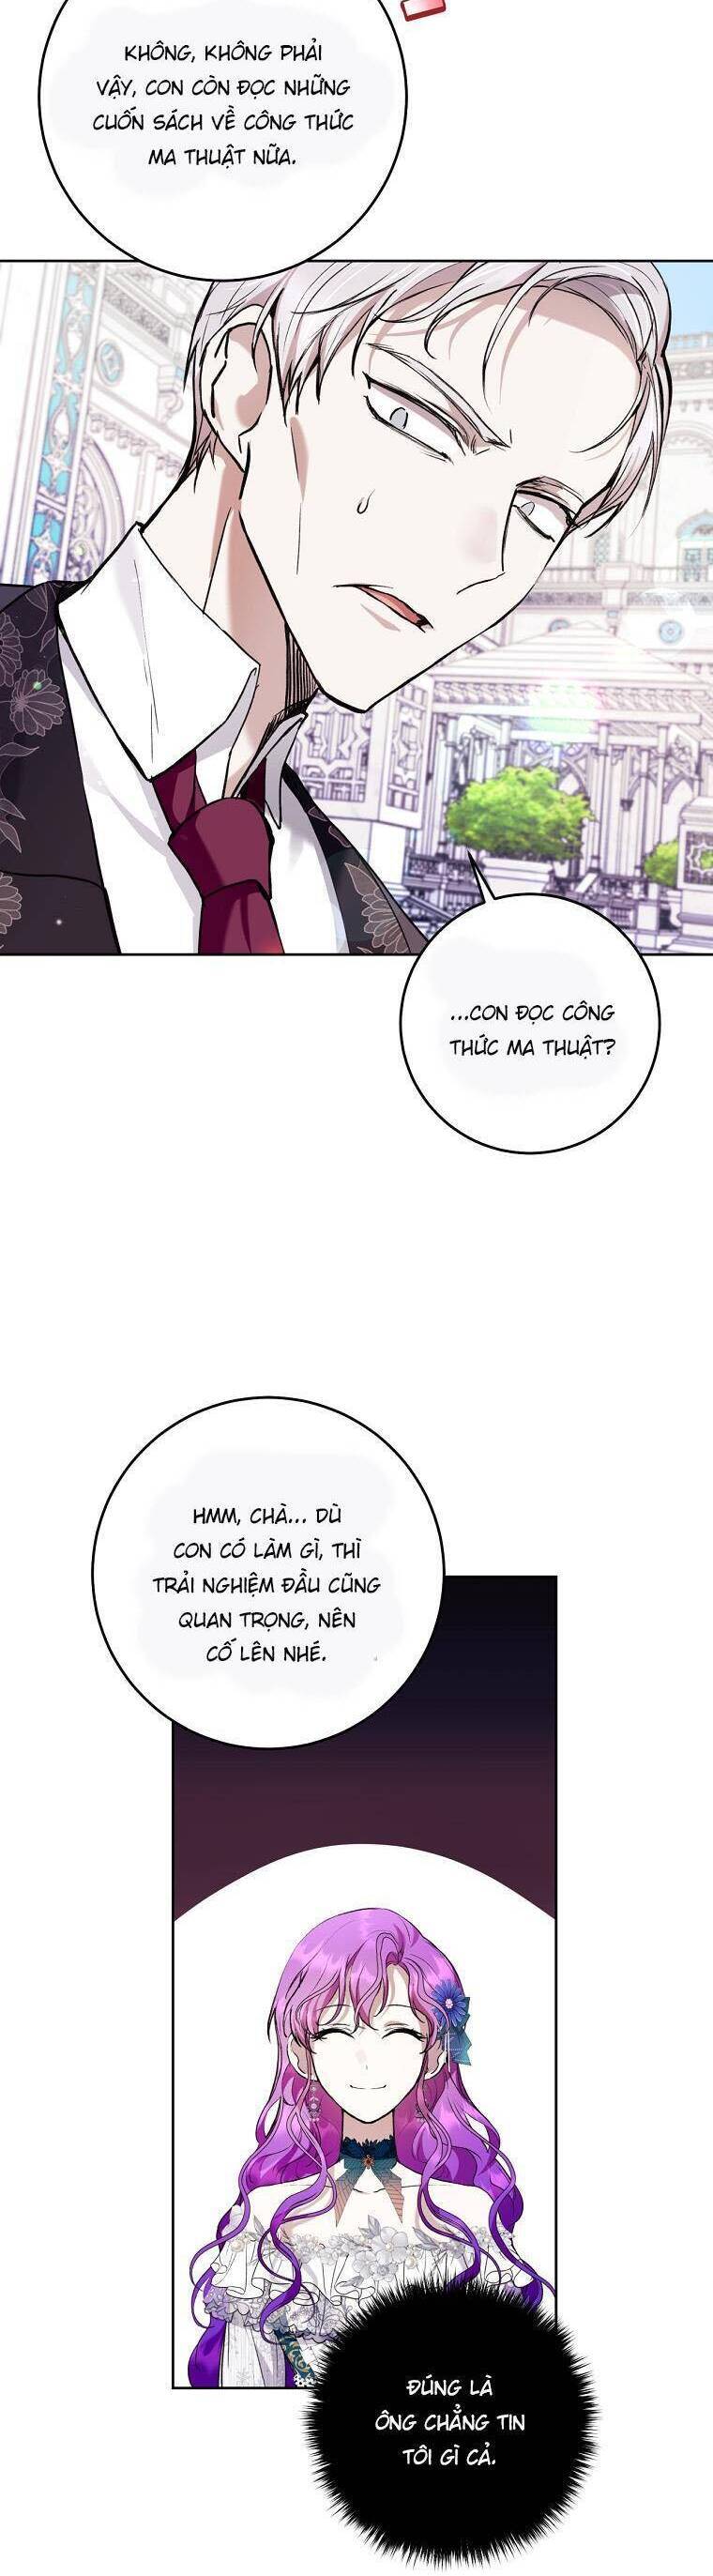 KHÔNG, KHÔNG PHẢI
VẬY, CON CÒN ĐỌC NHỮNG
CUỐN SÁCH VỀ CÔNG THỨC
MA THUẬT NỮA.
...CON ĐỌC CÔNG
THỨC MA THUẬT?
HMM, CHÀ... DÙ
CON CÓ LÀM GÌ, THÌ
TRẢI NGHIỆM ĐẦU CŨNG
QUAN TRỌNG, NÊN
CỐ LÊN NHÉ.
ĐÚNG LÀ
ÔNG CHẲNG TIN
TÔI GÌ CẢ.